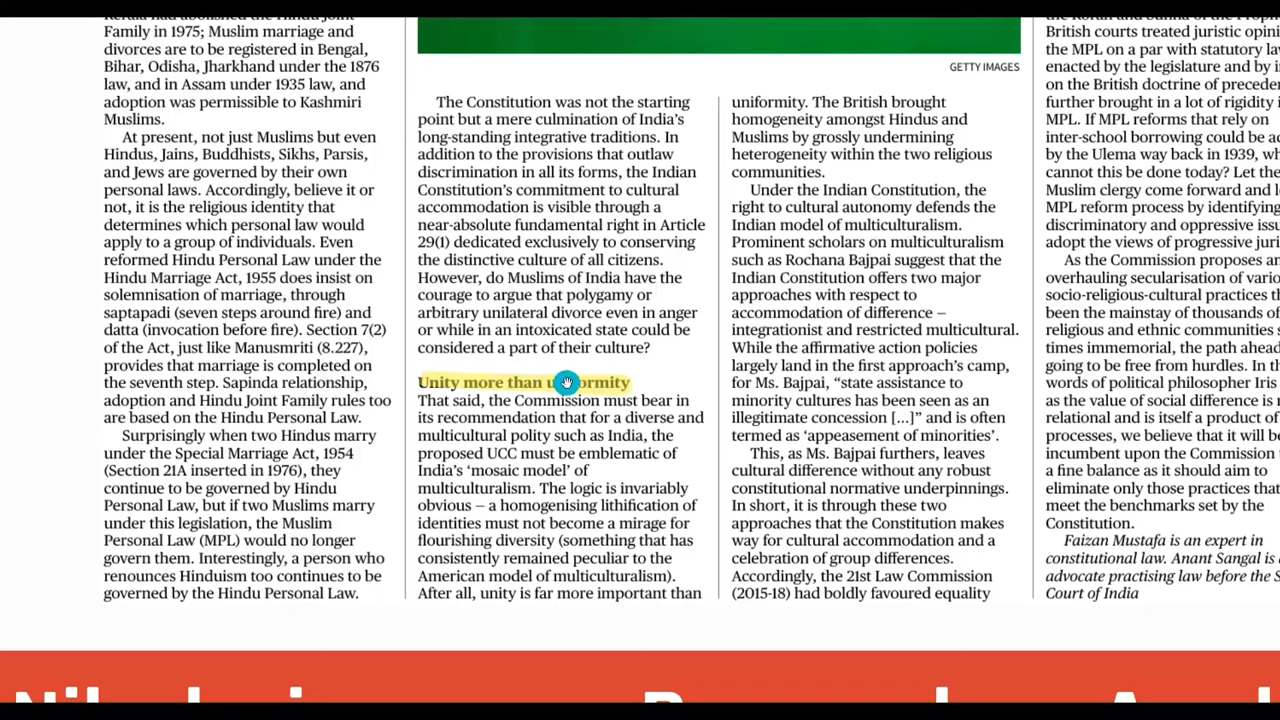 Kerala had abolished the Hindu Joint
Family in 1975; Muslim marriage and
divorces are to be registered in Bengal,
Bihar, Odisha, Jharkhand under the 1876
law, and in Assam under 1935 law, and
adoption was permissible to Kashmiri
Muslims.
At present, not just Muslims but even
Hindus, Jains, Buddhists, Sikhs, Parsis,
and Jews are governed by their own
personal laws. Accordingly, believe it or
not, it is the religious identity that
determines which personal law would
apply to a group of individuals. Even
reformed Hindu Personal Law under the
Hindu Marriage Act, 1955 does insist on
solemnisation of marriage, through
saptapadi (seven steps around fire) and
datta (invocation before fire). Section 7(2)
of the Act, just like Manusmriti (8.227),
provides that marriage is completed on
the seventh step. Sapinda relationship,
adoption and Hindu Joint Family rules too
are based on the Hindu Personal Law.
Surprisingly when two Hindus marry
under the Special Marriage Act, 1954
(Section 21A inserted in 1976), they
continue to be governed by Hindu
Personal Law, but if two Muslims marry
under this legislation, the Muslim
Personal Law (MPL) would no longer
govern them. Interestingly, a person who
renounces Hinduism too continues to be
governed by the Hindu Personal Law.
GETTY IMAGES
The Constitution was not the starting
point but a mere culmination of India's
long-standing integrative traditions. In
addition to the provisions that outlaw
discrimination in all its forms, the Indian
Constitution's commitment to cultural
accommodation is visible through a
near-absolute fundamental right in Article
29(1) dedicated exclusively to conserving
the distinctive culture of all citizens.
However, do Muslims of India have the
courage to argue that polygamy or
arbitrary unilateral divorce even in anger
or while in an intoxicated state could be
considered a part of their culture?
Unity more than uniformity
That said, the Commission must bear in
its recommendation that for a diverse and
multicultural polity such as India, the
proposed UCC must be emblematic of
India's 'mosaic model' of
multiculturalism. The logic is invariably
obvious — a homogenising lithification of
identities must not become a mirage for
flourishing diversity (something that has
consistently remained peculiar to the
American model of multiculturalism).
After all, unity is far more important than
uniformity. The British brought
homogeneity amongst Hindus and
Muslims by grossly undermining
heterogeneity within the two religious
communities.
Under the Indian Constitution, the
right to cultural autonomy defends the
Indian model of multiculturalism.
Prominent scholars on multiculturalism
such as Rochana Bajpai suggest that the
Indian Constitution offers two major
approaches with respect to
accommodation of difference —
integrationist and restricted multicultural.
While the affirmative action policies
largely land in the first approach's camp,
for Ms. Bajpai, "state assistance to
minority cultures has been seen as an
illegitimate concession [...]" and is often
termed as 'appeasement of minorities'.
This, as Ms. Bajpai furthers, leaves
cultural difference without any robust
constitutional normative underpinnings.
In short, it is through these two
approaches that the Constitution makes
way for cultural accommodation and a
celebration of group differences.
Accordingly, the 21st Law Commission
(2015-18) had boldly favoured equality
the Koran and Sunna of the
British courts treated juristic
the MPL on a par with statutory
enacted by the legislature and by
on the British doctrine of
further brought in a lot of rigidity
MPL. If MPL reforms that rely on
inter-school borrowing could be
by the Ulema way back in 1939,
cannot this be done today? Let the
Muslim clergy come forward and
MPL reform process by identifying
discriminatory and oppressive
adopt the views of progressive
As the Commission proposes
overhauling secularisation of
socio-religious-cultural practices
been the mainstay of thousands of
religious and ethnic communities
times immemorial, the path
going to be free from hurdles. In
words of political philosopher Iris
as the value of social difference is
relational and is itself a product of
processes, we believe that it will
incumbent upon the Commission
a fine balance as it should aim to
eliminate only those practices that
meet the benchmarks set by the
Constitution.
Faizan Mustafa is an expert in
constitutional law. Anant Sangal is
advocate practising law before the
Court of India